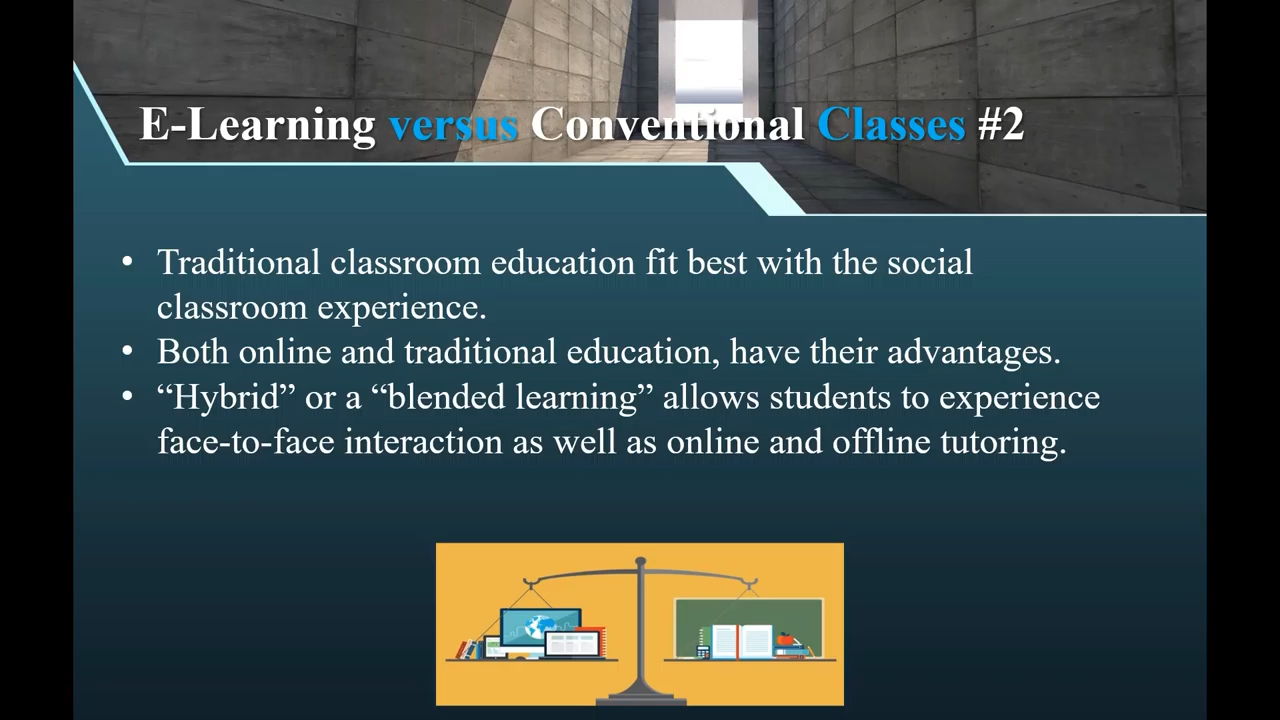 E-Learning versus Conventional Classes #2
• Traditional classroom education fit best with the social
classroom experience.
• Both online and traditional education, have their advantages.
• “Hybrid” or a “blended learning” allows students to experience
face-to-face interaction as well as online and offline tutoring.